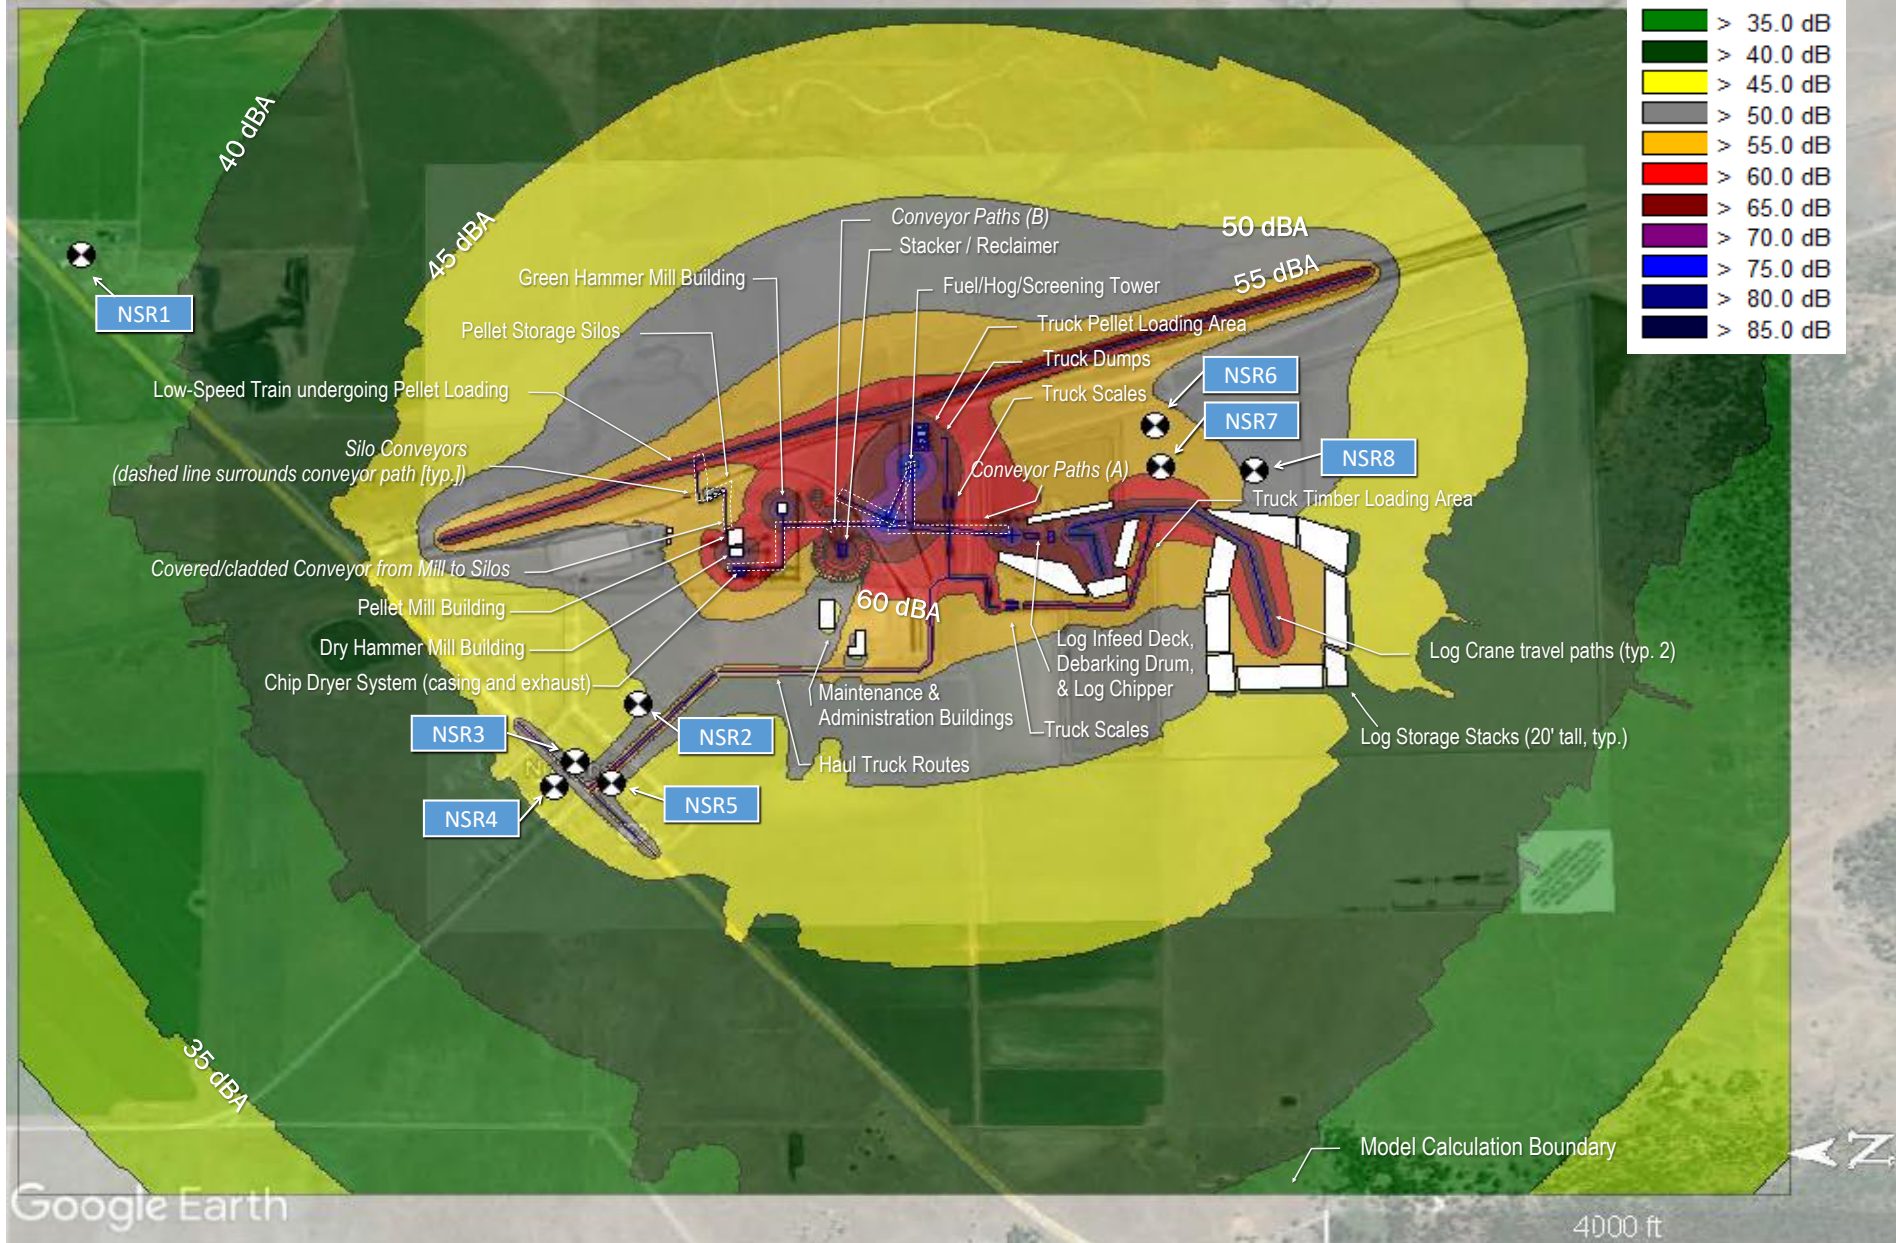 > 35.0 dB
> 40.0 dB
> 45.0 dB
> 50.0 dB
> 55.0 dB
> 60.0 dB
> 65.0 dB
> 70.0 dB
> 75.0 dB
> 80.0 dB
> 85.0 dB
40 dBA
45 dBA
50 dBA
55 dBA
60 dBA
35 dBA
Conveyor Paths (B)
Stacker / Reclaimer
Green Hammer Mill Building
Fuel/Hog/Screening Tower
Pellet Storage Silos
Truck Pellet Loading Area
Truck Dumps
Truck Scales
Low-Speed Train undergoing Pellet Loading
Silo Conveyors
(dashed line surrounds conveyor path [typ.])
Conveyor Paths (A)
Truck Timber Loading Area
Covered/cladded Conveyor from Mill to Silos
Pellet Mill Building
Dry Hammer Mill Building
Chip Dryer System (casing and exhaust)
Log Infeed Deck,
Debarking Drum,
& Log Chipper
Log Crane travel paths (typ. 2)
Maintenance &
Administration Buildings
Truck Scales
Log Storage Stacks (20' tall, typ.)
Haul Truck Routes
NSR1
NSR2
NSR3
NSR4
NSR5
NSR6
NSR7
NSR8
Model Calculation Boundary
Z
Google Earth
4000 ft